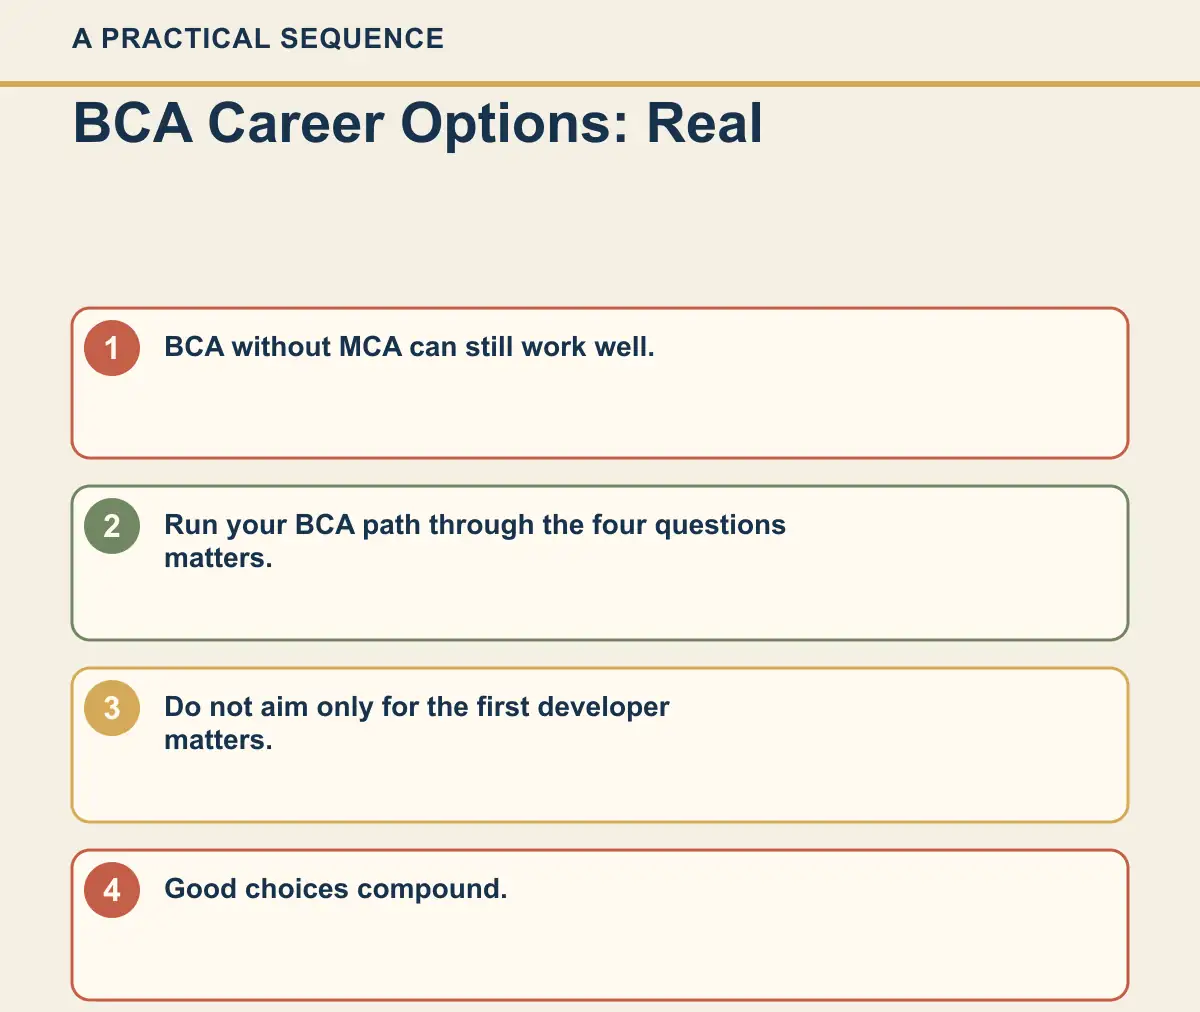 A PRACTICAL SEQUENCE
BCA Career Options: Real
1
BCA without MCA can still work well.
2
Run your BCA path through the four questions
matters.
3
Do not aim only for the first developer
matters.
4
Good choices compound.